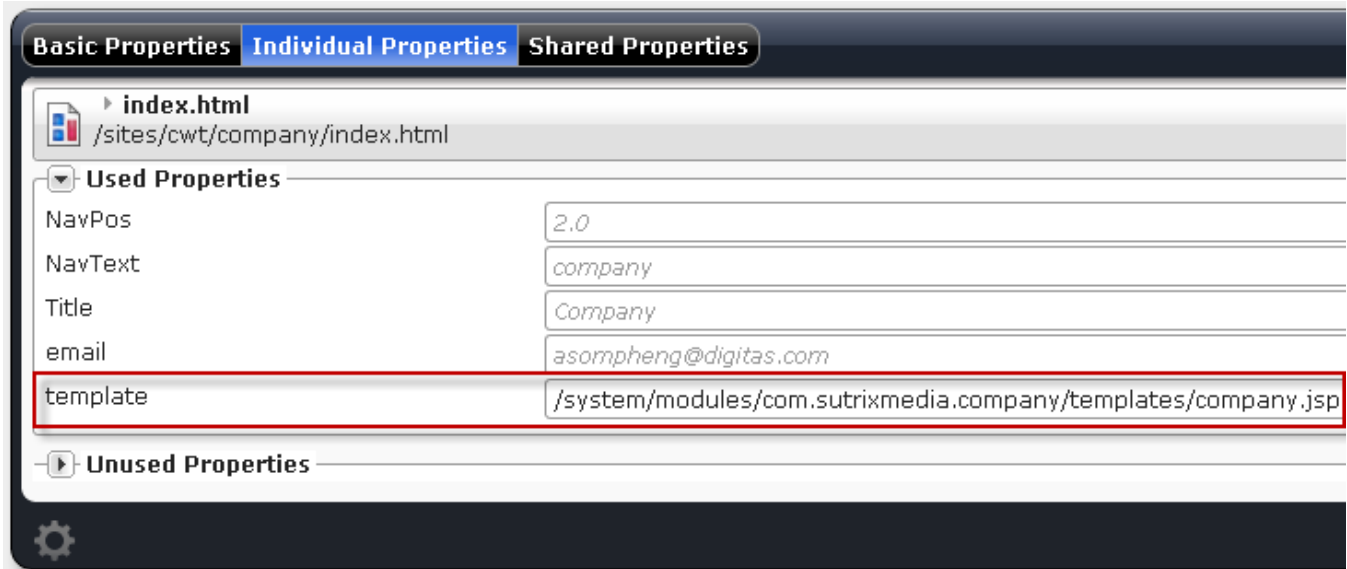 Basic Properties Individual Properties Shared Properties
index.html
/sites/cwt/company/index.html
Used Properties
NavPos 2.0
NavText company
Title Company
email asompheng@digitas.com
template /system/modules/com.sutrixmedia.company/templates/company.jsp
Unused Properties